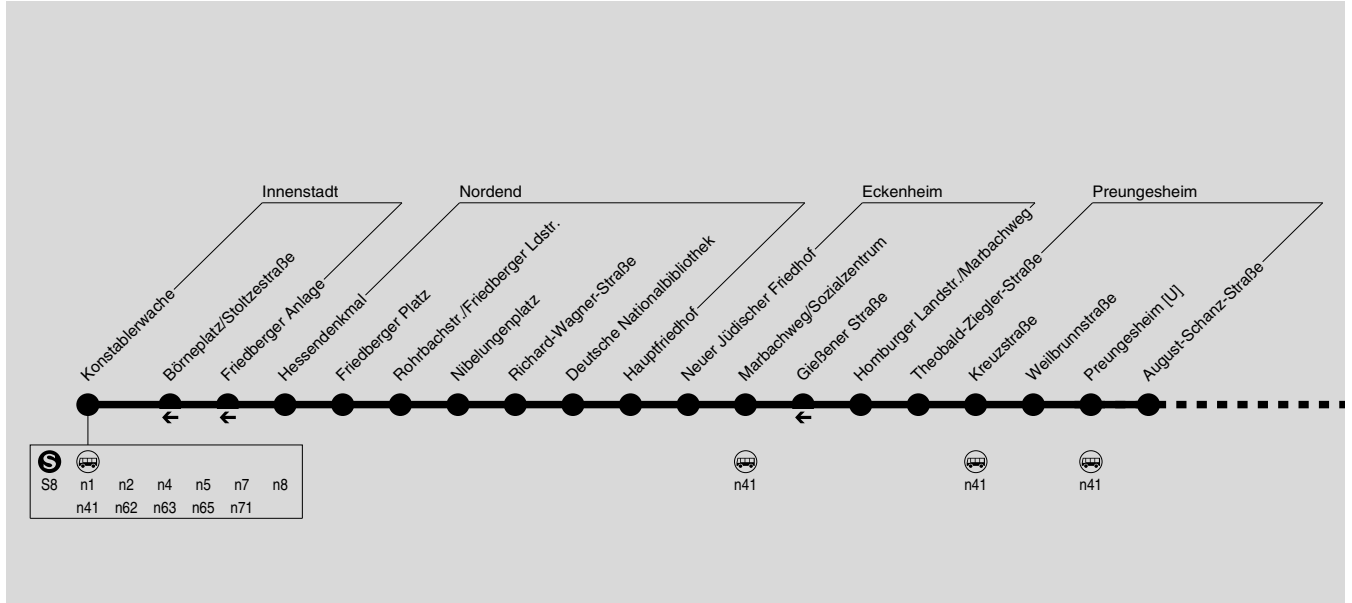 Innenstadt
Nordend
Eckenheim
Preungesheim
Konstablerwache
Börneplatz/Stoltzestraße
Friedberger Anlage
Hessendenkmal
Friedberger Platz
Rohrbachstr./Friedberger Ldstr.
Nibelungenplatz
Richard-Wagner-Straße
Deutsche Nationalbibliothek
Hauptfriedhof
Neuer Jüdischer Friedhof
Marbachweg/Sozialzentrum
Gießener Straße
Homburger Landstr./Marbachweg
Theobald-Ziegler-Straße
Kreuzstraße
Weilbrunnstraße
Preungesheim [U]
August-Schanz-Straße
S
S8 n1 n2 n4 n5 n7 n8
n41 n62 n63 n65 n71
n41
n41
n41